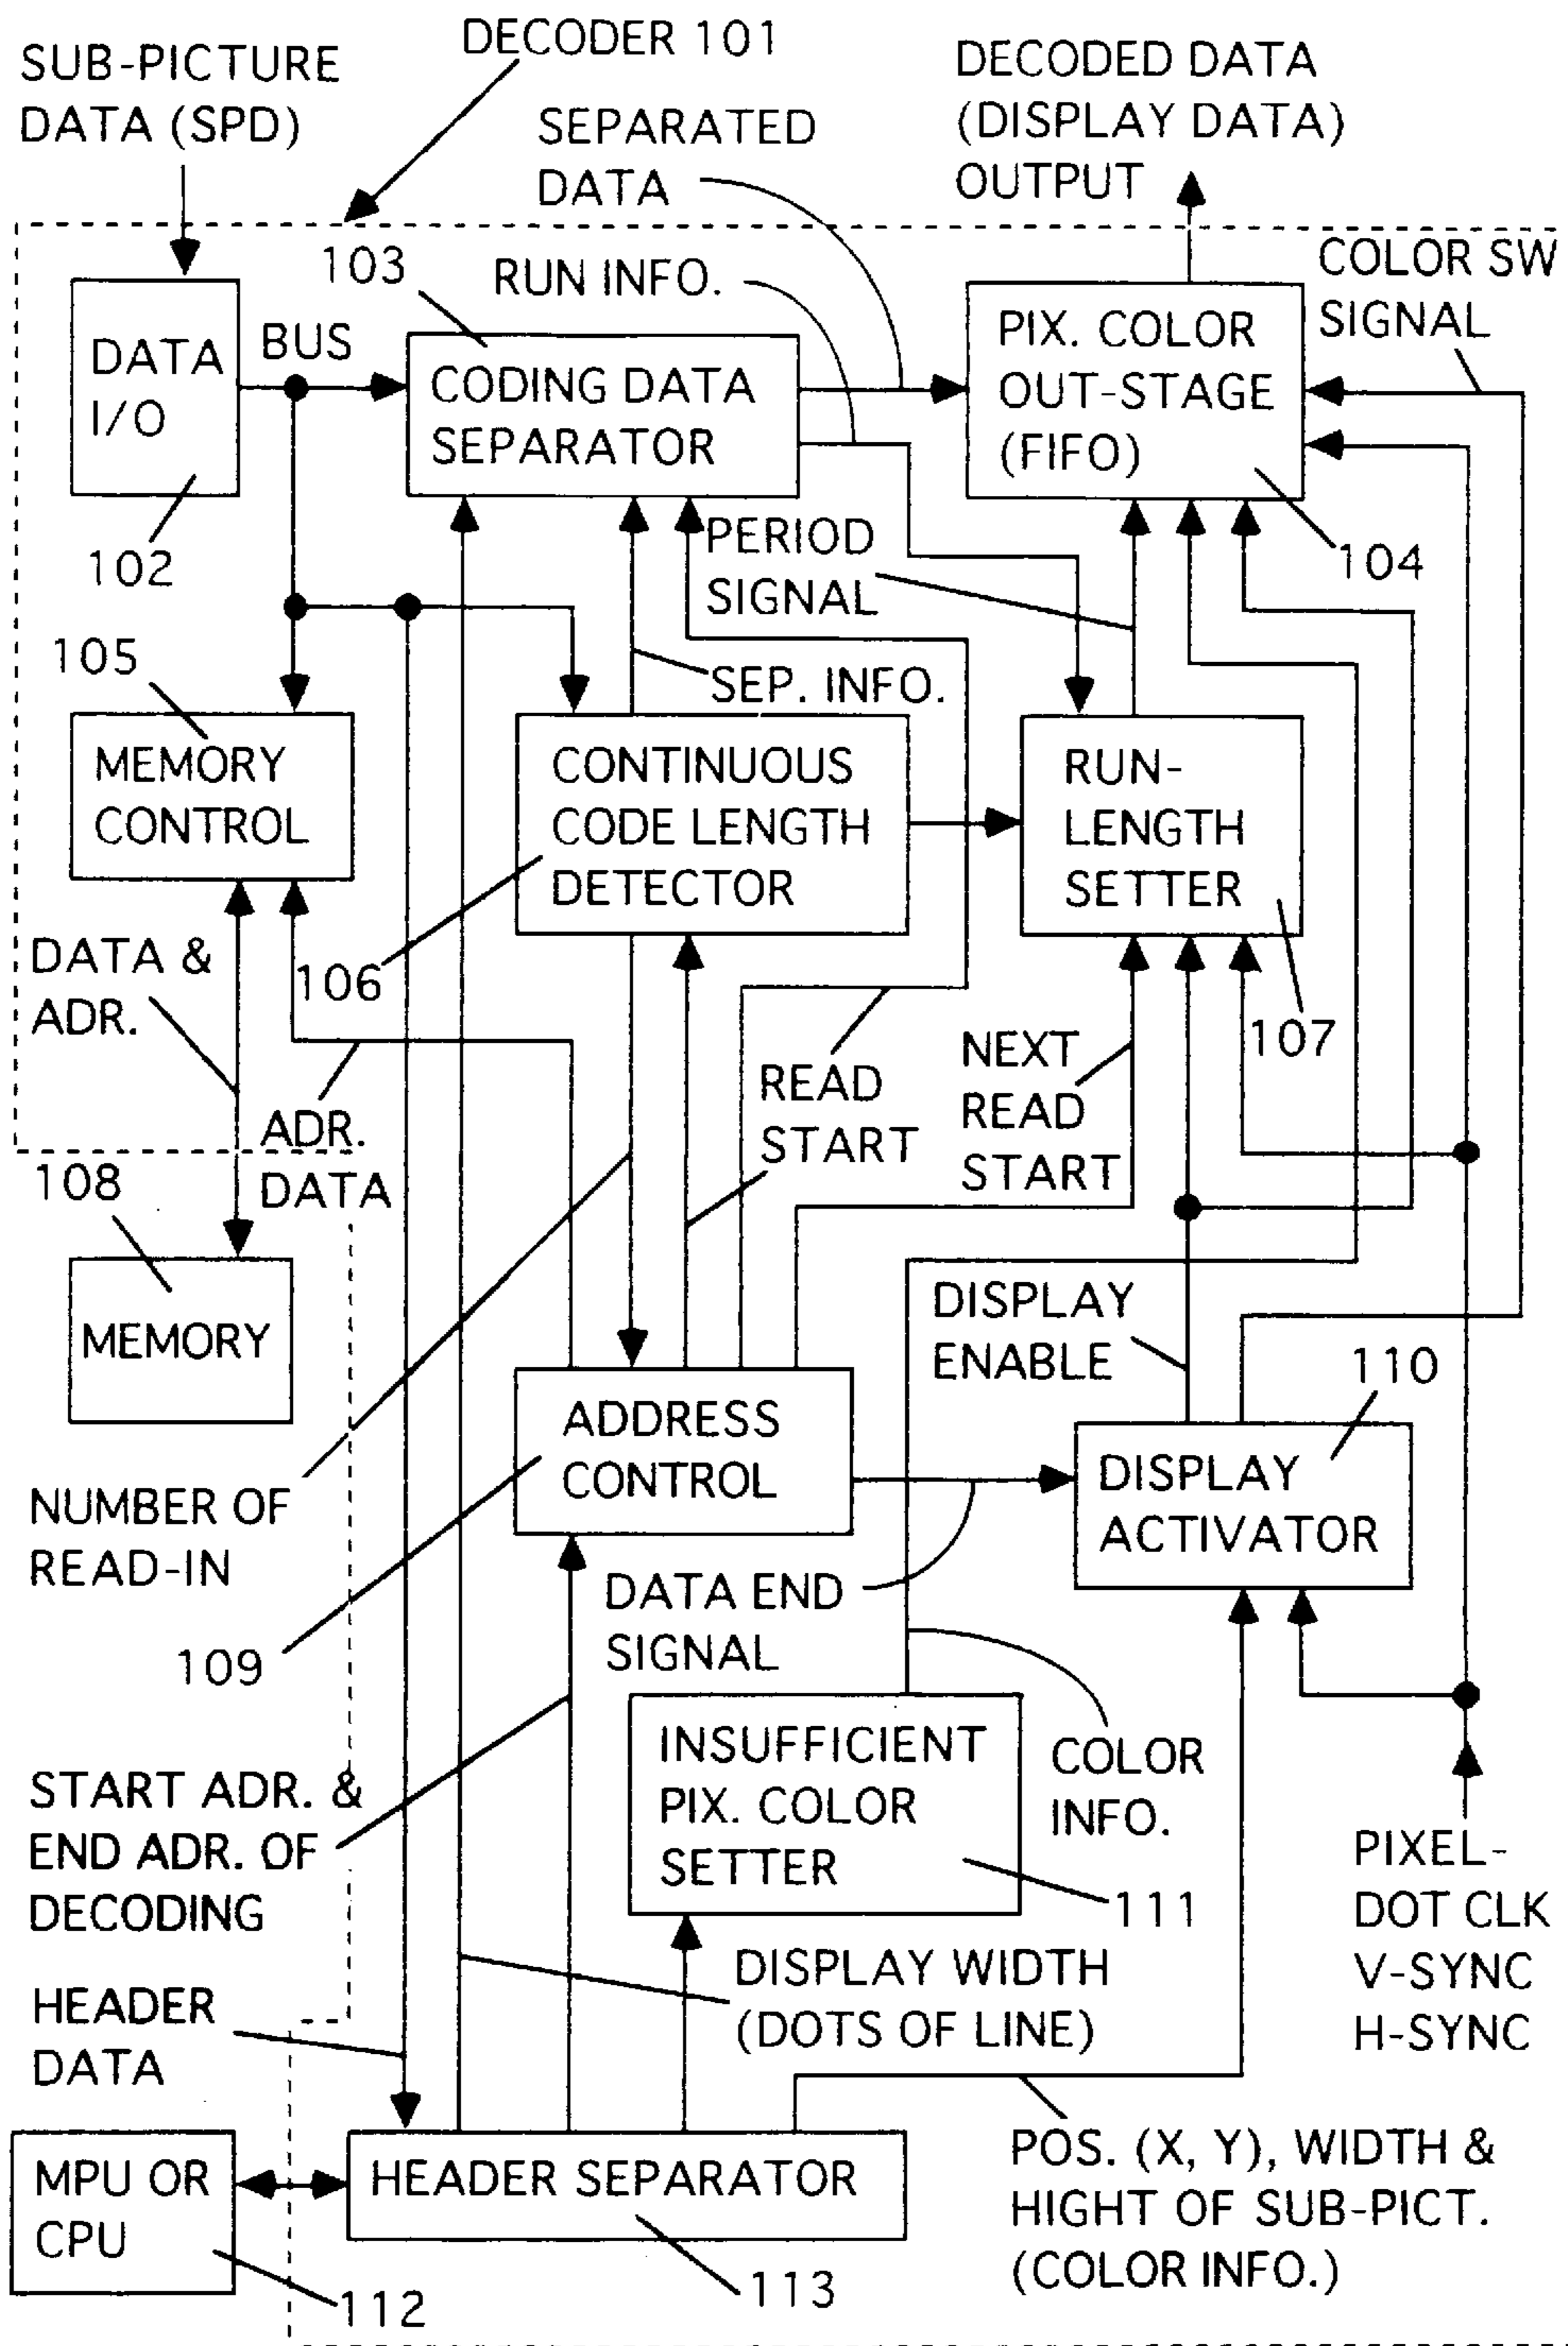 SUB-PICTURE
DATA (SPD)
DECODER 101
SEPARATED
DATA
DECODED DATA
(DISPLAY DATA)
OUTPUT
103
RUN INFO.
COLOR SW
SIGNAL
DATA
I/O
BUS
CODING DATA
SEPARATOR
PIX. COLOR
OUT-STAGE
(FIFO)
102
PERIOD
SIGNAL
104
105
SEP. INFO.
MEMORY
CONTROL
CONTINUOUS
CODE LENGTH
DETECTOR
RUN-
LENGTH
SETTER
DATA &
ADR.
106
107
READ
START
NEXT
READ
START
ADR.
DATA
108
MEMORY
DISPLAY
ENABLE
110
ADDRESS
CONTROL
DISPLAY
ACTIVATOR
NUMBER OF
READ-IN
DATA END
SIGNAL
109
INSUFFICIENT
PIX. COLOR
SETTER
COLOR
INFO.
START ADR. &
END ADR. OF
DECODING
111
PIXEL-
DOT CLK
V-SYNC
H-SYNC
DISPLAY WIDTH
(DOTS OF LINE)
HEADER
DATA
MPU OR
CPU
HEADER SEPARATOR
POS. (X, Y), WIDTH &
HIGHT OF SUB-PICT.
(COLOR INFO.)
112
113